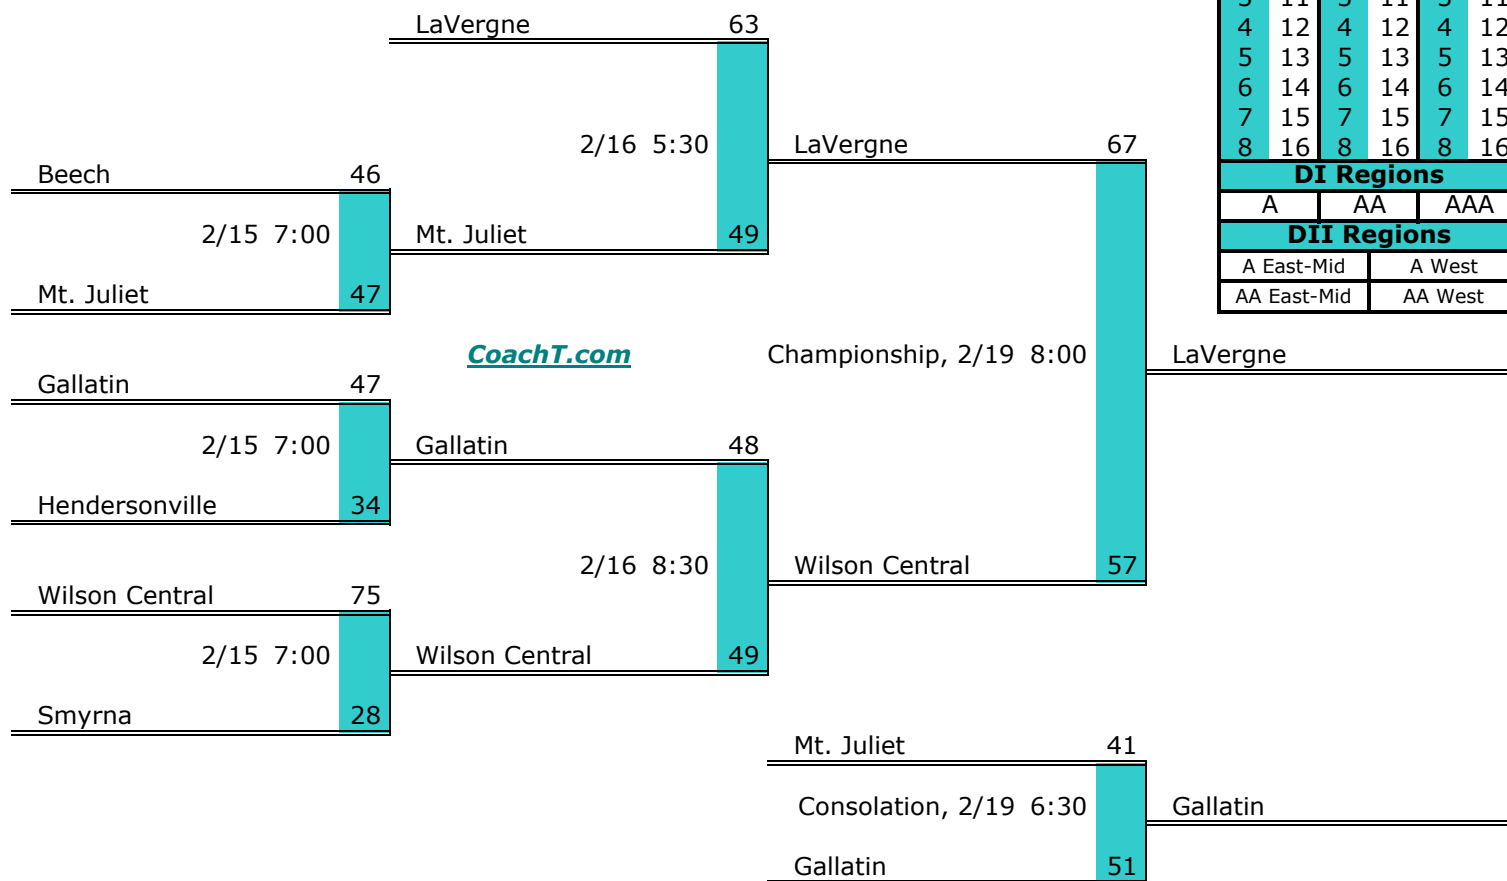 LaVergne 63
2/16 5:30
LaVergne 67
Beech 46
2/15 7:00
Mt. Juliet 49
Mt. Juliet 47
CoachT.com
Championship, 2/19 8:00
LaVergne
Gallatin 47
2/15 7:00
Gallatin 48
Hendersonville 34
2/16 8:30
Wilson Central 57
Wilson Central 75
2/15 7:00
Wilson Central 49
Smyrna 28
Mt. Juliet 41
Consolation, 2/19 6:30
Gallatin
Gallatin 51
4 12 4 12 4 12
5 13 5 13 5 13
6 14 6 14 6 14
7 15 7 15 7 15
8 16 8 16 8 16
DI Regions
A AA AAA
DII Regions
A East-Mid A West
AA East-Mid AA West